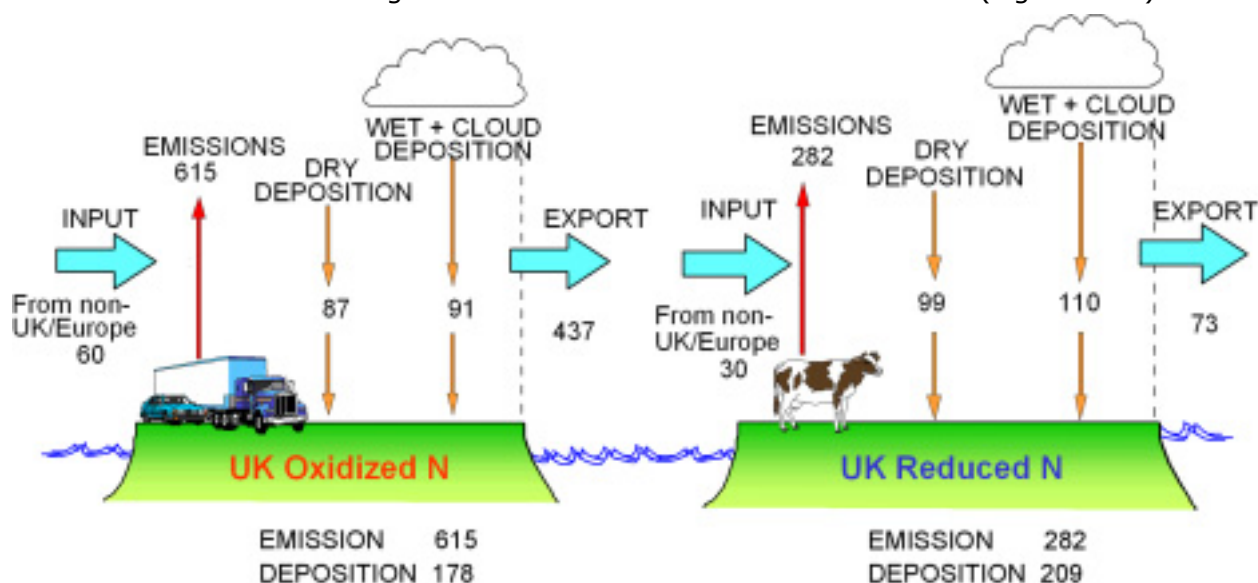 WET + CLOUD
DEPOSITION
EMISSIONS
615
DRY
DEPOSITION
INPUT
EXPORT
From non-
UK/Europe
60
87
91
437
UK Oxidized N
EMISSION 615
DEPOSITION 178
WET + CLOUD
DEPOSITION
EMISSIONS
282
DRY
DEPOSITION
INPUT
EXPORT
From non-
UK/Europe
30
99
110
73
UK Reduced N
EMISSION 282
DEPOSITION 209